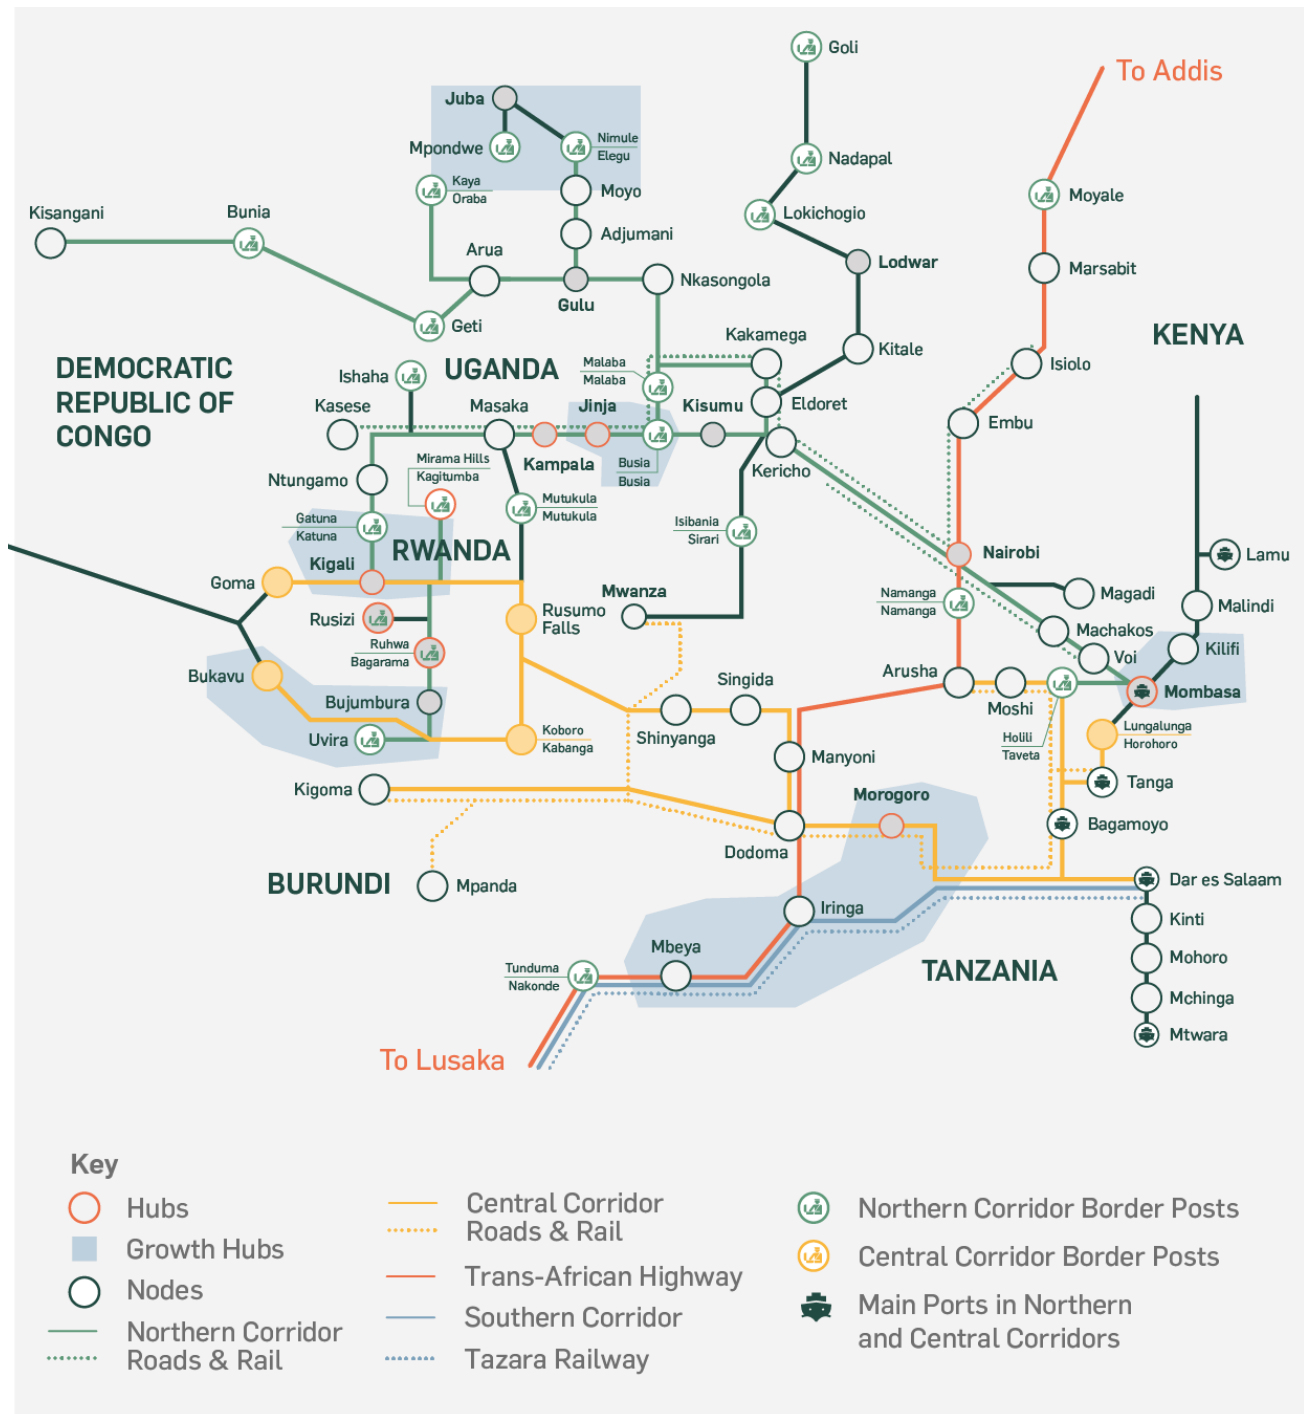 Goli
To Addis
Juba
Mpondwe
Nimule
Elegu
Nadapal
Kaya
Oraba
Moyo
Moyale
Kisangani
Bunia
Lokichogio
Adjumani
Arua
Lodwar
Marsabit
Nkasongola
Gulu
Geti
Kakamega
KENYA
Kitale
DEMOCRATIC
REPUBLIC OF
CONGO
UGANDA
Malaba
Malaba
Isiolo
Ishaha
Kasese
Masaka
Jinja
Kisumu
Eldoret
Embu
Mirama Hills
Kagitumba
Kampala
Busia
Busia
Kericho
Ntungamo
Mutukula
Mutukula
Gatuna
Katuna
Isibania
Sirari
RWANDA
Kigali
Nairobi
Lamu
Goma
Mwanza
Namanga
Namanga
Magadi
Malindi
Rusizi
Rusumo
Falls
Machakos
Ruhwa
Bagarama
Voi
Kilifi
Bukavu
Arusha
Singida
Moshi
Mombasa
Bujumbura
Shinyanga
Holili
Taveta
Lungalunga
Horohoro
Uvira
Koboro
Kabanga
Manyoni
Tanga
Kigoma
Morogoro
Bagamoyo
Dodoma
BURUNDI
Mpanda
Dar es Salaam
Iringa
Kinti
Mbeya
Mohoro
Tunduma
Nakonde
TANZANIA
Mchinga
Mtwara
To Lusaka
Key
Hubs
Growth Hubs
Nodes
Northern Corridor
Roads & Rail
Central Corridor
Roads & Rail
Trans-African Highway
Southern Corridor
Tazara Railway
Northern Corridor Border Posts
Central Corridor Border Posts
Main Ports in Northern
and Central Corridors